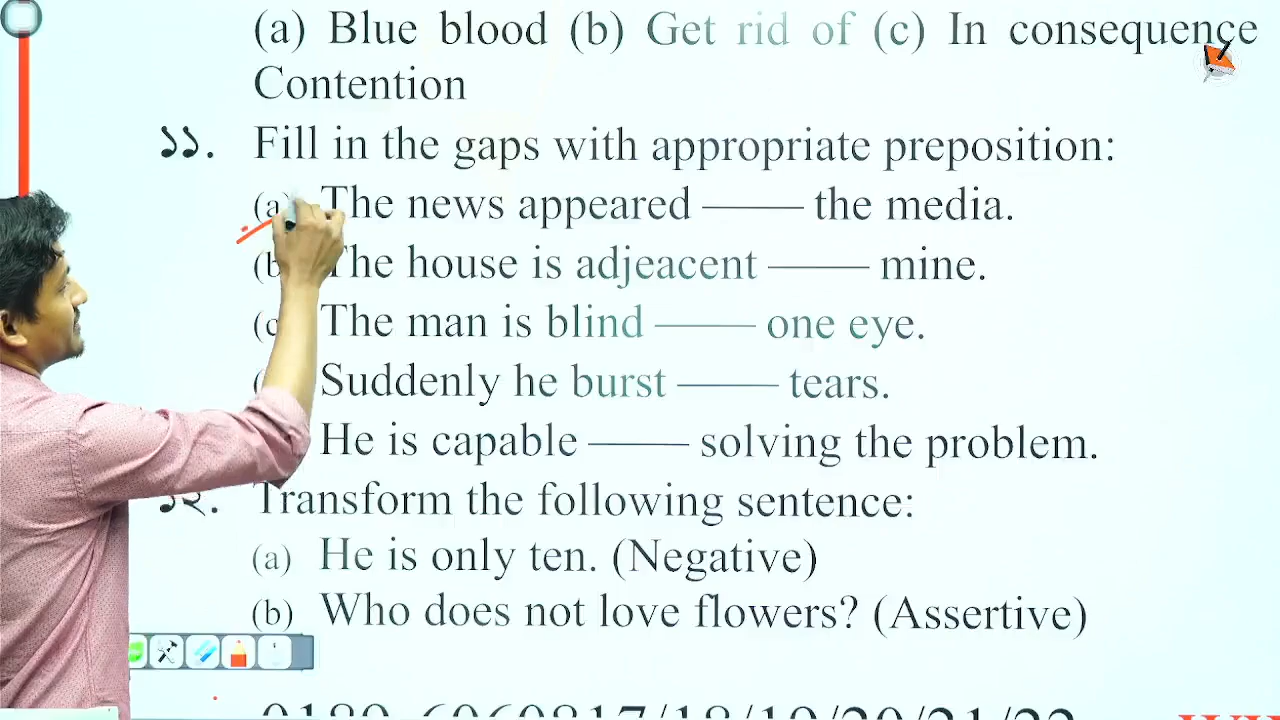 (a) Blue blood (b) Get rid of (c) In consequence
Contention
১১. Fill in the gaps with appropriate preposition:
(a) The news appeared ——— the media.
(b The house is adjeacent ——— mine.
(c The man is blind ——— one eye.
Suddenly he burst ——— tears.
He is capable ——— solving the problem.
১২. Transform the following sentence:
(a) He is only ten. (Negative)
(b) Who does not love flowers? (Assertive)